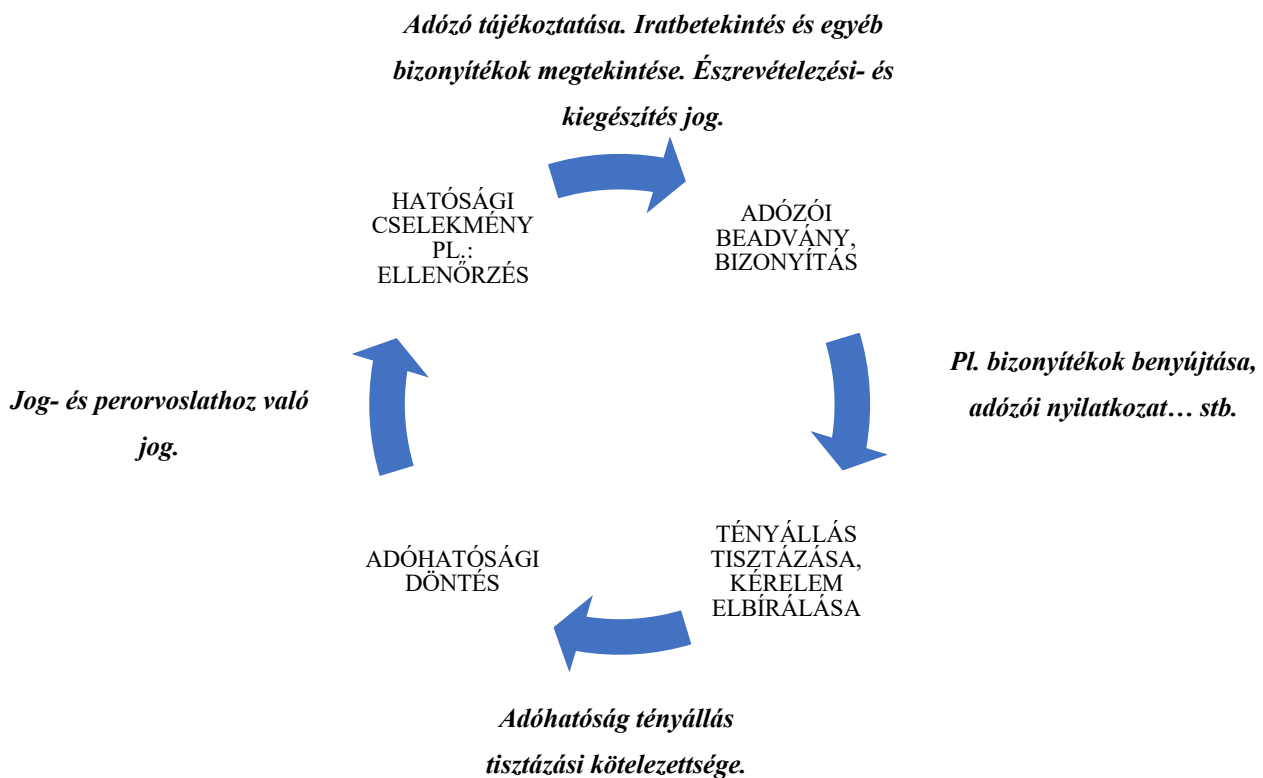 Adózó tájékoztatása. Iratbetekintés és egyéb
bizonyítékok megtekintése. Észrevételezési- és
kiegészítés jog.
HATÓSÁGI
CSELEKMÉNY
PL.:
ELLENŐRZÉS
ADÓZÓI
BEADVÁNY,
BIZONYÍTÁS
Pl. bizonyítékok benyújtása,
adózói nyilatkozat… stb.
Jog- és perorvoslathoz való
jog.
TÉNYÁLLÁS
TISZTÁZÁSA,
KÉRELEM
ELBÍRÁLÁSA
ADÓHATÓSÁGI
DÖNTÉS
Adóhatóság tényállás
tisztázási kötelezettsége.